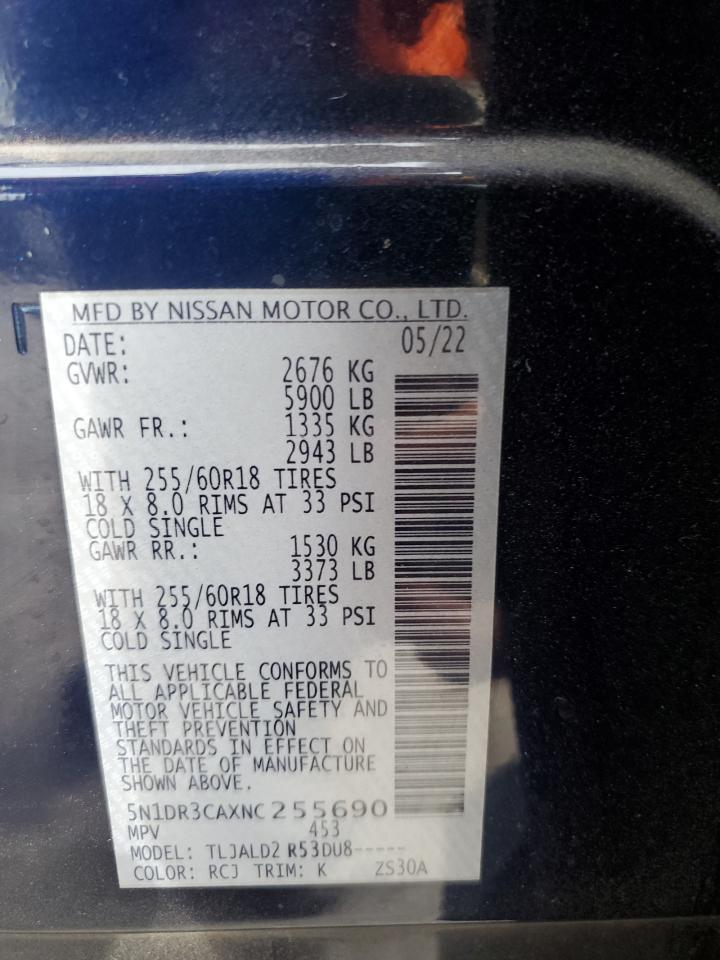 MFD BY NISSAN MOTOR CO., LTD.
DATE: 05/22
GVWR: 2676 KG
5900 LB
GAWR FR.: 1335 KG
2943 LB
WITH 255/60R18 TIRES
18 X 8.0 RIMS AT 33 PSI
COLD SINGLE
GAWR RR.: 1530 KG
3373 LB
WITH 255/60R18 TIRES
18 X 8.0 RIMS AT 33 PSI
COLD SINGLE
THIS VEHICLE CONFORMS TO
ALL APPLICABLE FEDERAL
MOTOR VEHICLE SAFETY AND
THEFT PREVENTION
STANDARDS IN EFFECT ON
THE DATE OF MANUFACTURE
SHOWN ABOVE.
5N1DR3CAXNC255690
MPV 453
MODEL: TLJALD2 R53DU8-----
COLOR: RCJ TRIM: K ZS30A